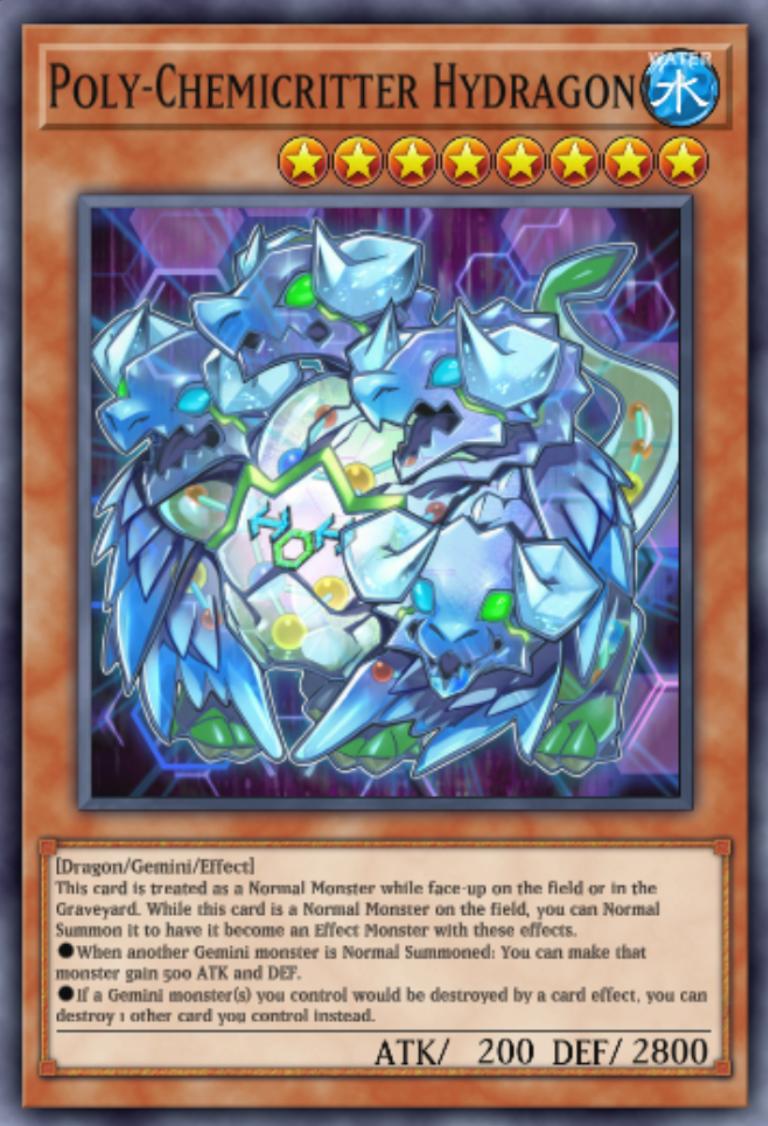 POLY-CHEMICRITTER HYDRAGON
WATER
水
[Dragon/Gemini/Effect]
This card is treated as a Normal Monster while face-up on the field or in the
Graveyard. While this card is a Normal Monster on the field, you can Normal
Summon it to have it become an Effect Monster with these effects.
●When another Gemini monster is Normal Summoned: You can make that
monster gain 500 ATK and DEF.
●If a Gemini monster(s) you control would be destroyed by a card effect, you can
destroy 1 other card you control instead.
ATK/ 200 DEF/ 2800